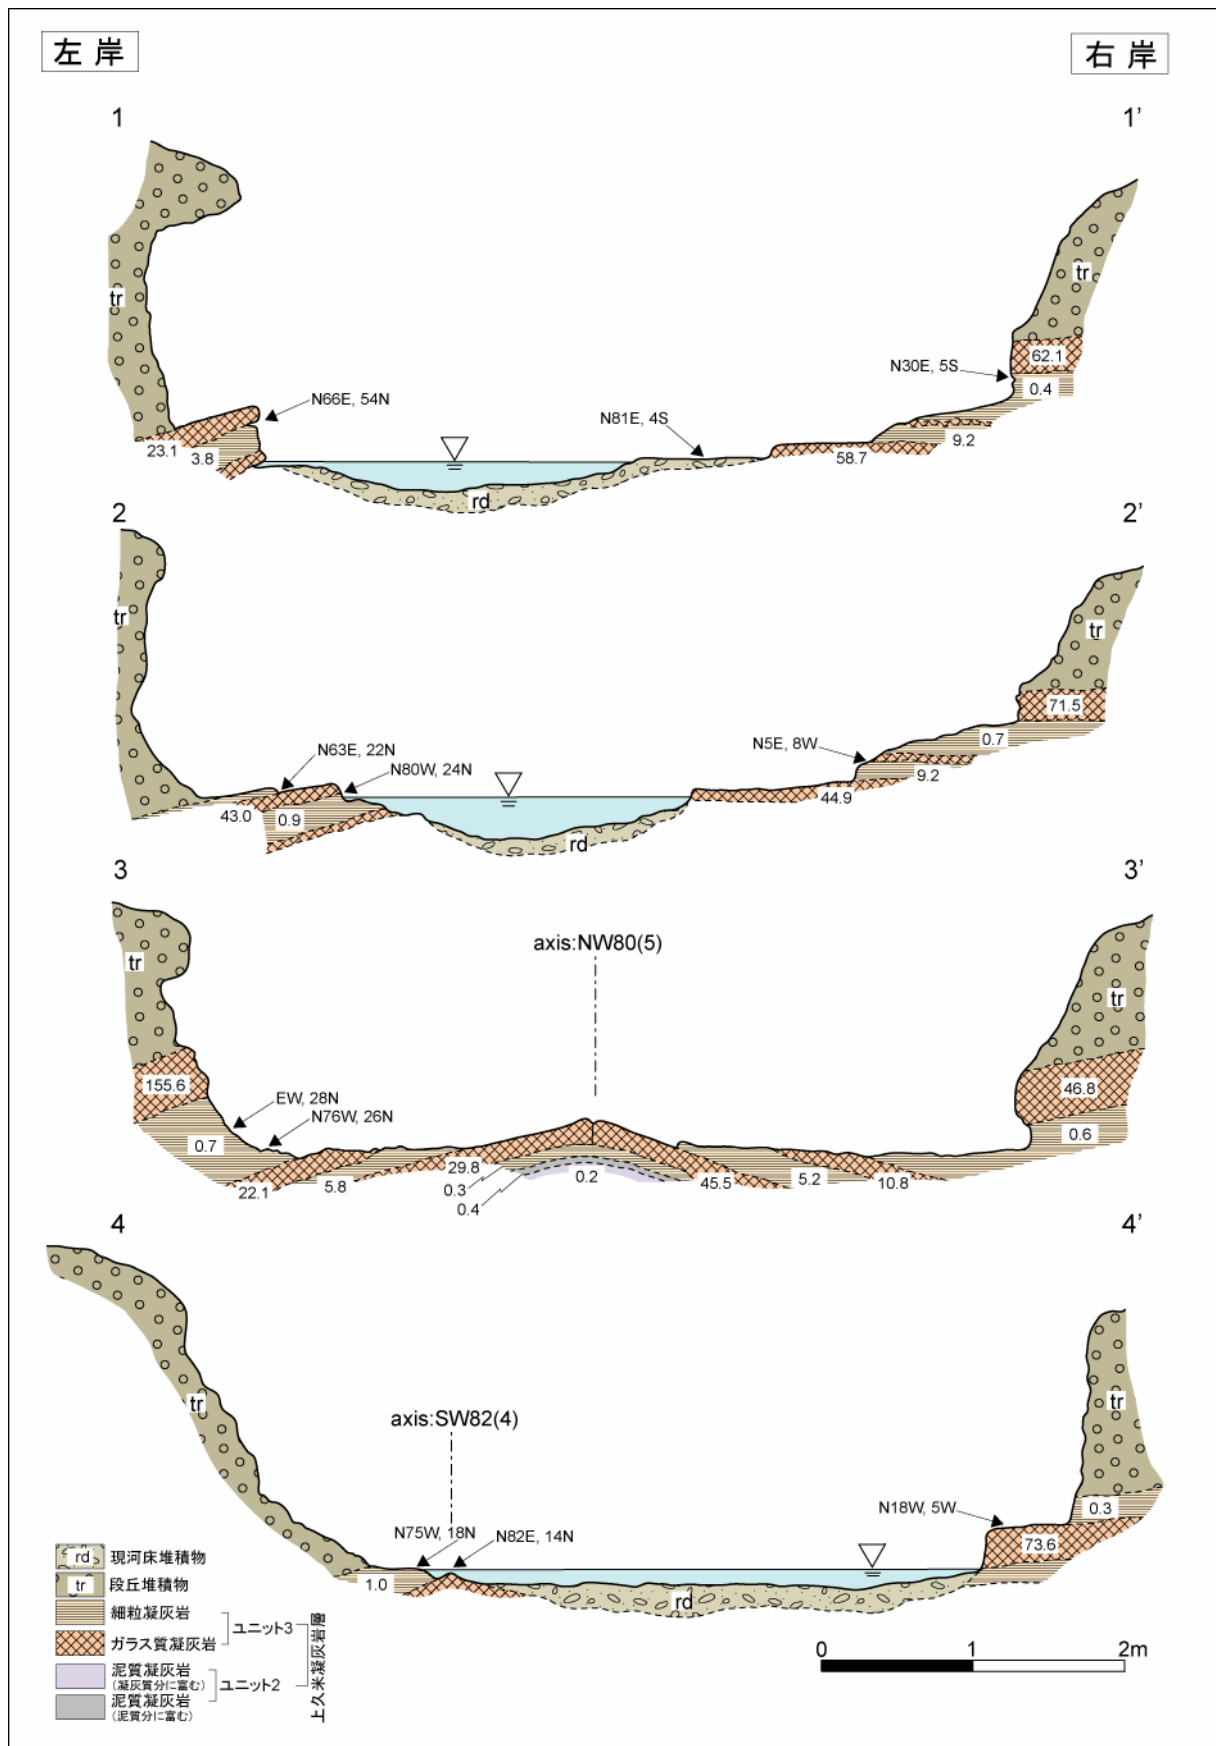 左岸
右岸
1
1'
tr
tr
62.1
N30E, 5S
0.4
N66E, 54N
N81E, 4S
23.1
3.8
9.2
58.7
rd
2
2'
tr
tr
71.5
N63E, 22N
N5E, 8W
0.7
N80W, 24N
9.2
43.0
0.9
44.9
rd
3
3'
axis:NW80(5)
tr
tr
155.6
46.8
EW, 28N
N76W, 26N
0.7
0.6
29.8
0.2
22.1
5.8
0.3
45.5
5.2
10.8
0.4
4
4'
tr
tr
axis:SW82(4)
N75W, 18N
N82E, 14N
N18W, 5W
0.3
73.6
1.0
rd
rd 現河床堆積物
tr 段丘堆積物
細粒凝灰岩
ユニット3
ガラス質凝灰岩
泥質凝灰岩
(凝灰質分に富む)
ユニット2
泥質凝灰岩
(泥質分に富む)
上久米凝灰岩層
0 1 2m